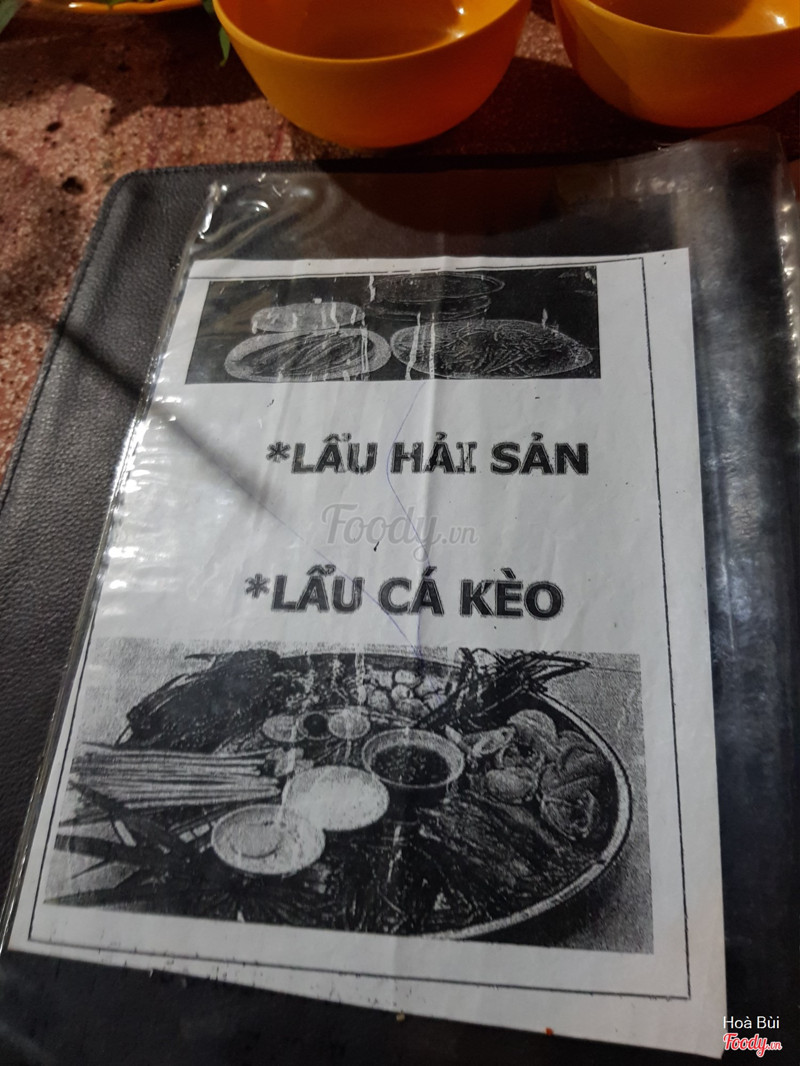 *LẨU HẢI SẢN
Foody.vn
*LẨU CÁ KÈO
Hoà Bùi
Foody.vn